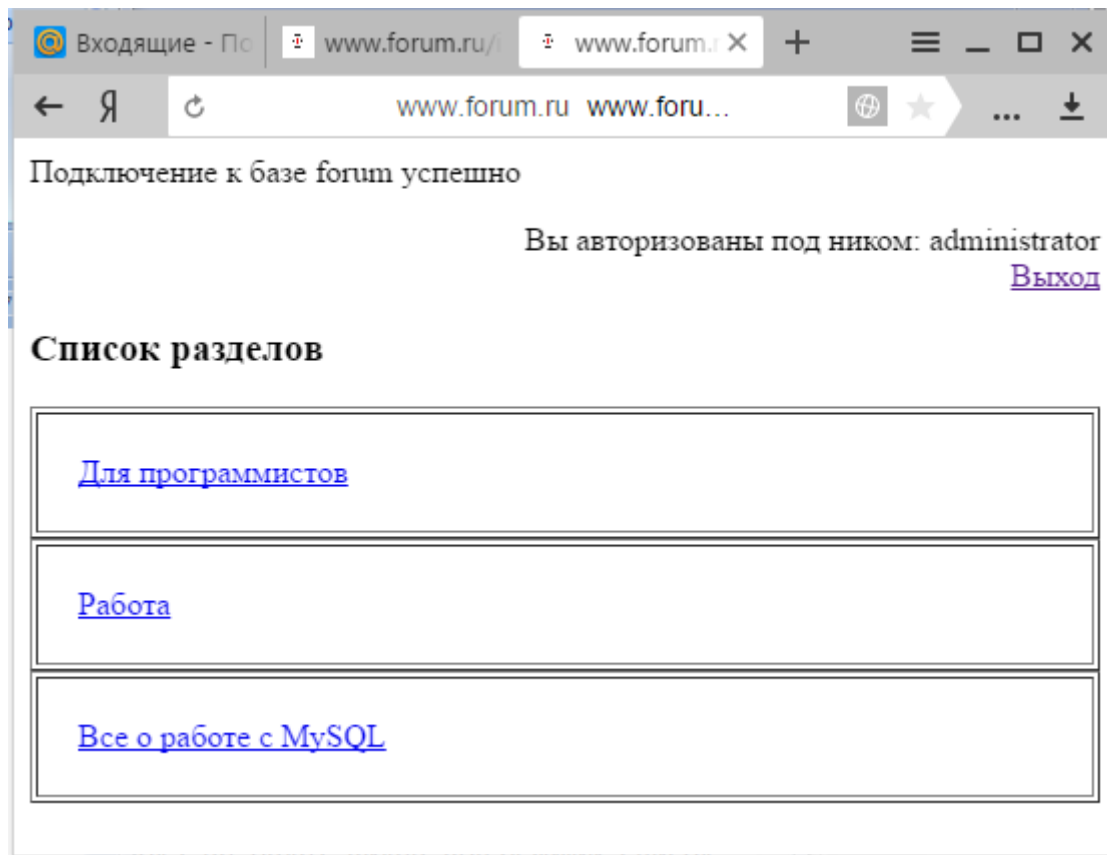 Входящие - По
www.forum.ru/
www.forum.r
www.forum.ru www.foru...
Подключение к базе forum успешно
Вы авторизованы под ником: administrator
Выход
Список разделов
Для программистов
Работа
Все о работе с MySQL